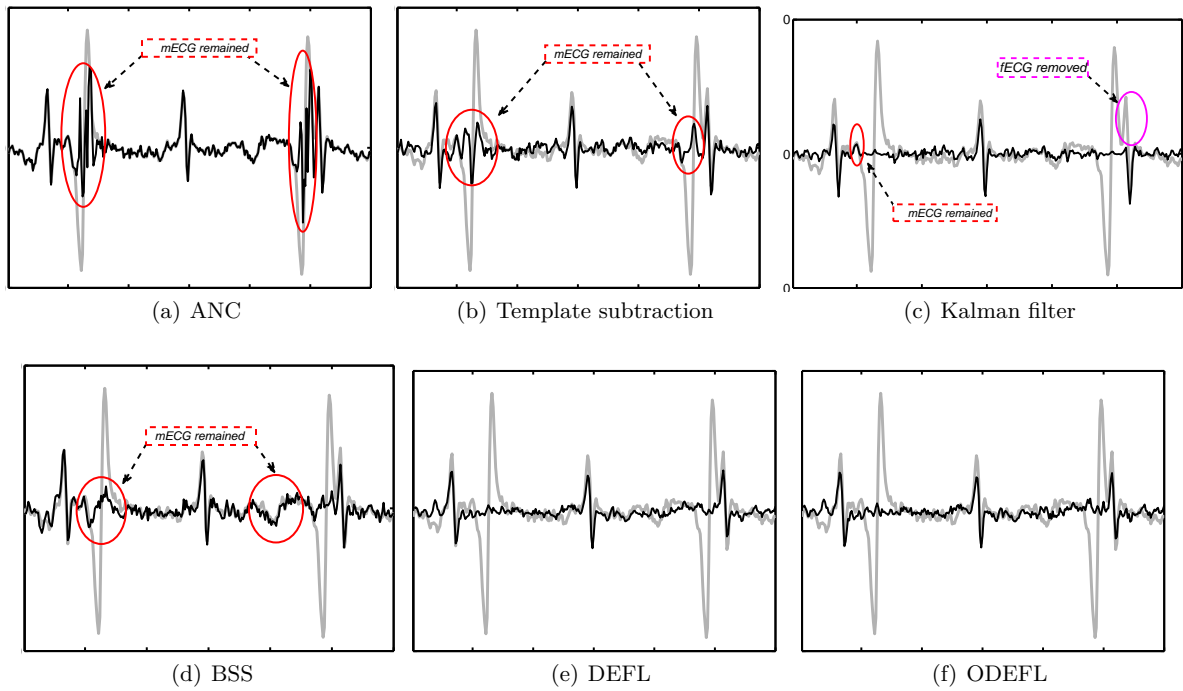 mECG remained
(a) ANC
mECG remained
(b) Template subtraction
0
0
0
fECG removed
mECG remained
(c) Kalman filter
mECG remained
(d) BSS
(e) DEFL
(f) ODEFL